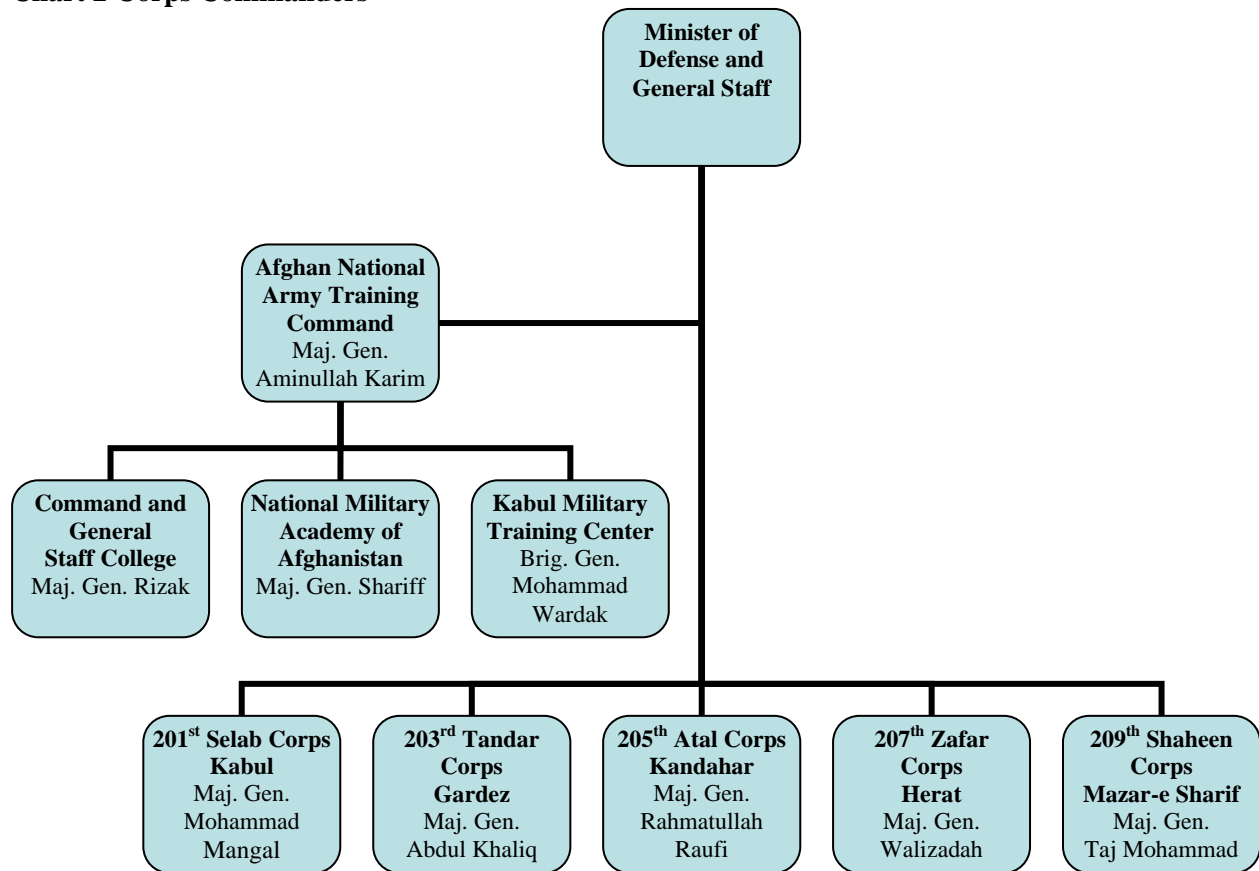 Chart 2 Corps Commanders
Minister of
Defense and
General Staff
Afghan National
Army Training
Command
Maj. Gen.
Aminullah Karim
Command and
General
Staff College
Maj. Gen. Rizak
National Military
Academy of
Afghanistan
Maj. Gen. Shariff
Kabul Military
Training Center
Brig. Gen.
Mohammad
Wardak
201st Selab Corps
Kabul
Maj. Gen.
Mohammad
Mangal
203rd Tandar
Corps
Gardez
Maj. Gen.
Abdul Khaliq
205th Atal Corps
Kandahar
Maj. Gen.
Rahmatullah
Raufi
207th Zafar
Corps
Herat
Maj. Gen.
Walizadah
209th Shaheen
Corps
Mazar-e Sharif
Maj. Gen.
Taj Mohammad